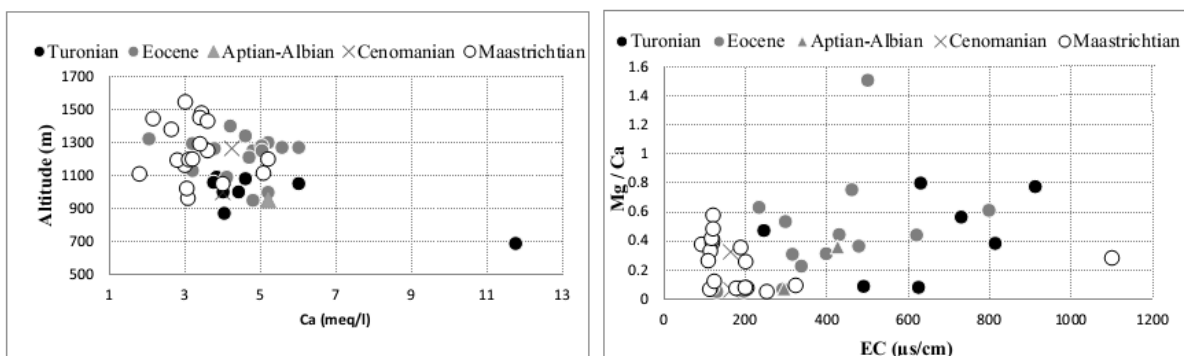 Turonian Eocene Aptian-Albian Cenomanian Maastrichtian
Altitude (m)
1700
1500
1300
1100
900
700
500
1 3 5 7 9 11 13
Ca (meq/l)
Turonian Eocene Aptian-Albian Cenomanian Maastrichtian
Mg / Ca
1.6
1.4
1.2
1
0.8
0.6
0.4
0.2
0
0 200 400 600 800 1000 1200
EC (µs/cm)